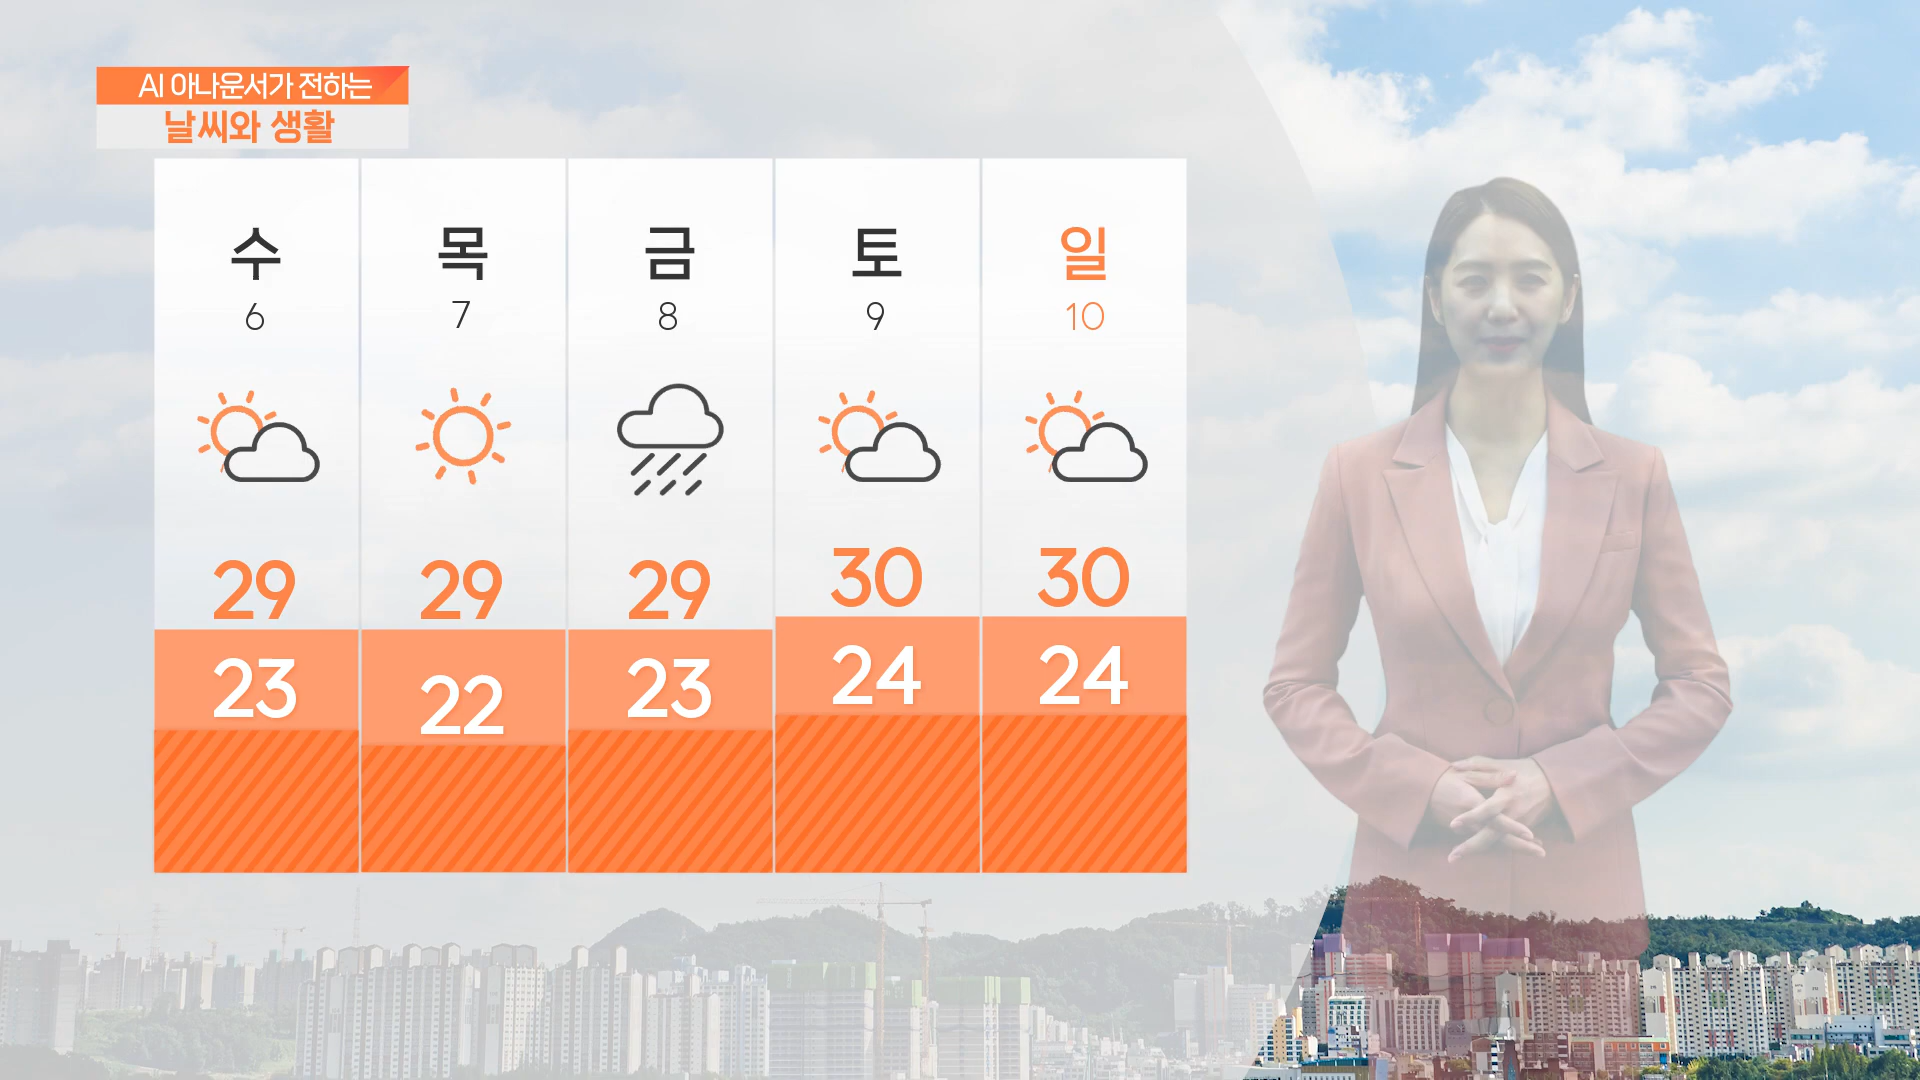 AI 아나운서가 전하는
날씨와 생활
수 목 금 토 일
6 7 8 9 10
29 29 29 30 30
23 22 23 24 24